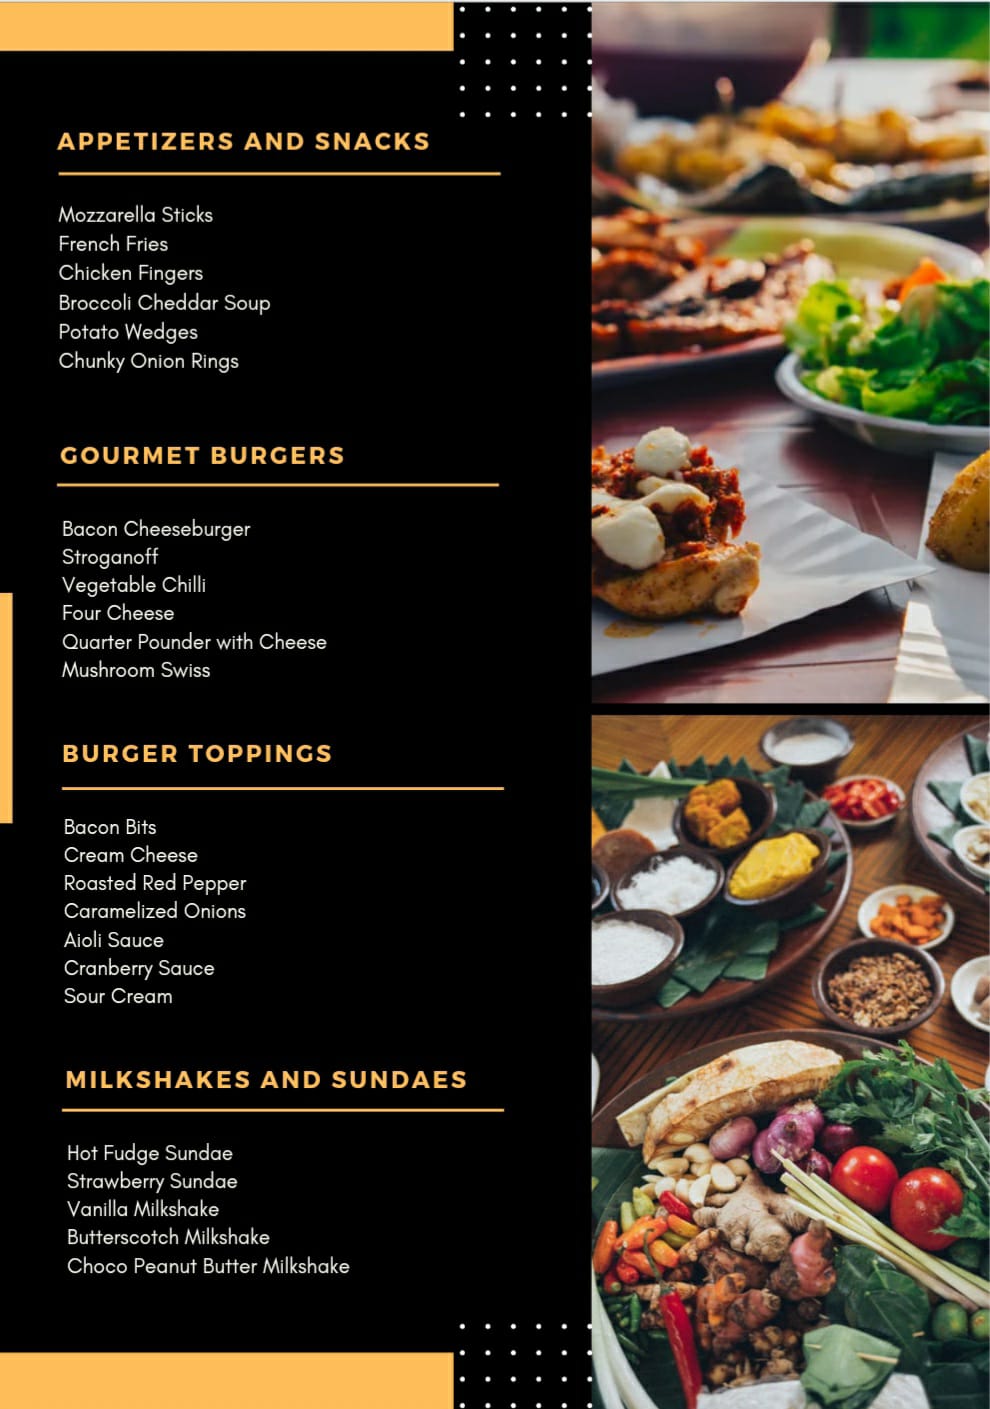 APPETIZERS AND SNACKS
Mozzarella Sticks
French Fries
Chicken Fingers
Broccoli Cheddar Soup
Potato Wedges
Chunky Onion Rings
GOURMET BURGERS
Bacon Cheeseburger
Stroganoff
Vegetable Chilli
Four Cheese
Quarter Pounder with Cheese
Mushroom Swiss
BURGER TOPPINGS
Bacon Bits
Cream Cheese
Roasted Red Pepper
Caramelized Onions
Aioli Sauce
Cranberry Sauce
Sour Cream
MILKSHAKES AND SUNDAES
Hot Fudge Sundae
Strawberry Sundae
Vanilla Milkshake
Butterscotch Milkshake
Choco Peanut Butter Milkshake